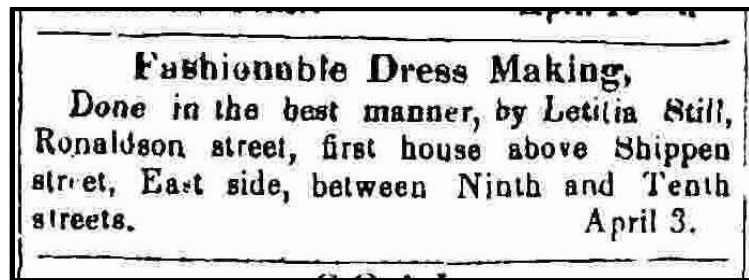 Fashionable Dress Making,
Done in the best manner, by Letitia Still,
Ronaldson street, first house above Shippen
street, East side, between Ninth and Tenth
streets. April 3.